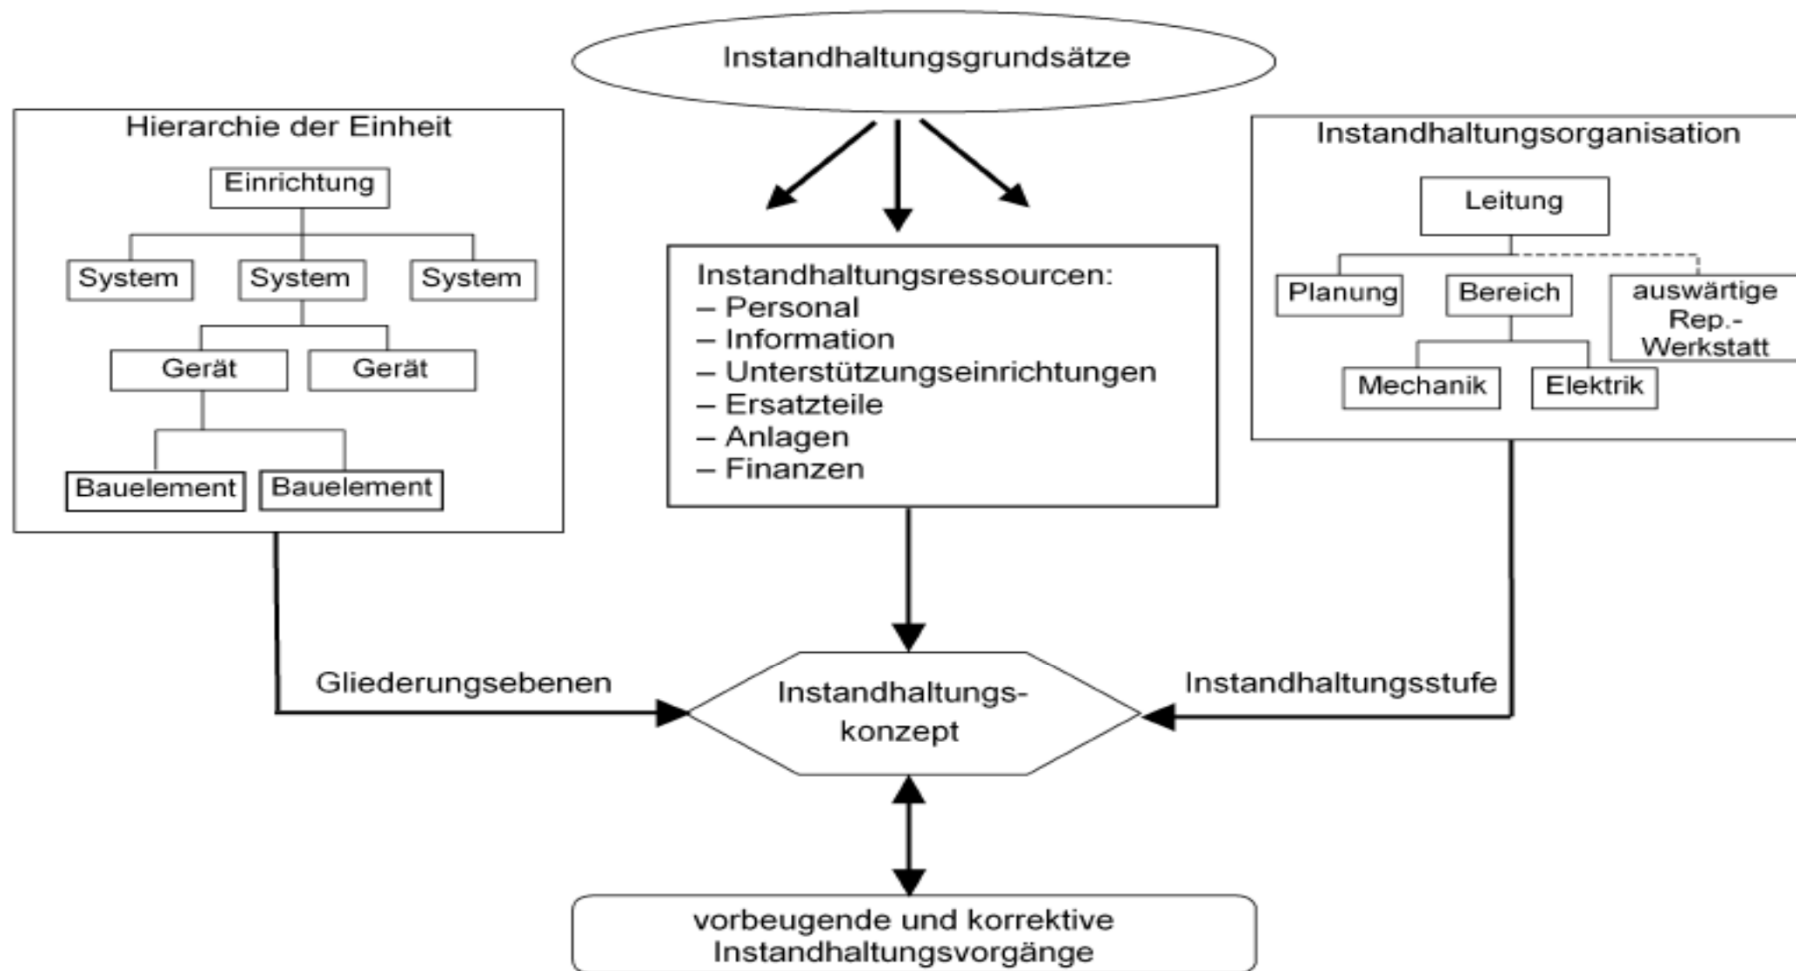 Instandhaltungsgrundsätze
Hierarchie der Einheit
Einrichtung
System
System
System
Gerät
Gerät
Bauelement
Bauelement
Instandhaltungsressourcen:
– Personal
– Information
– Unterstützungseinrichtungen
– Ersatzteile
– Anlagen
– Finanzen
Instandhaltungsorganisation
Leitung
Planung
Bereich
auswärtige
Rep.-
Werkstatt
Mechanik
Elektrik
Gliederungsebenen
Instandhaltungs-
konzept
Instandhaltungsstufe
vorbeugende und korrektive
Instandhaltungsvorgänge